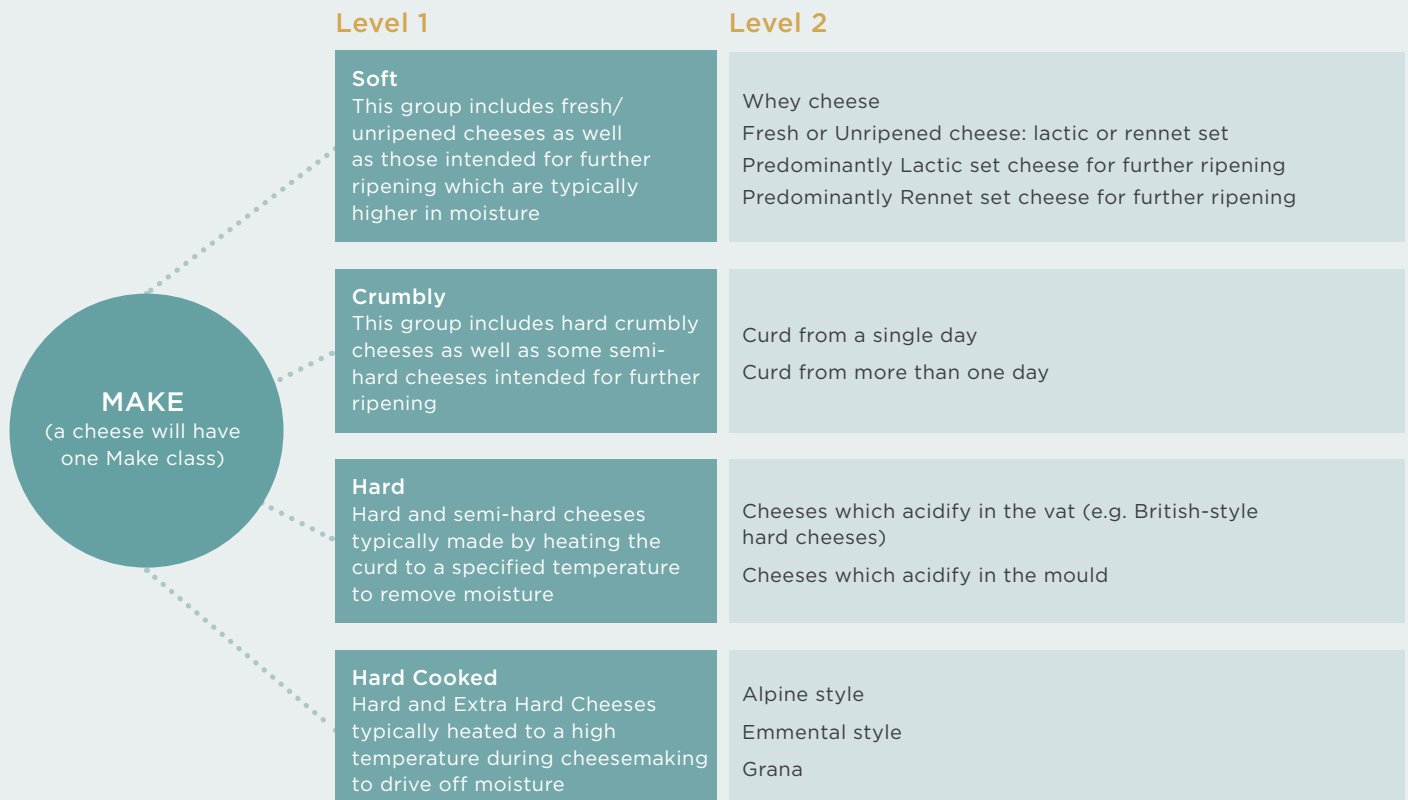 Level 1
Level 2
Soft
This group includes fresh/
unripened cheeses as well
as those intended for further
ripening which are typically
higher in moisture
Whey cheese
Fresh or Unripened cheese: lactic or rennet set
Predominantly Lactic set cheese for further ripening
Predominantly Rennet set cheese for further ripening
MAKE
(a cheese will have
one Make class)
Crumbly
This group includes hard crumbly
cheeses as well as some semi-
hard cheeses intended for further
ripening
Curd from a single day
Curd from more than one day
Hard
Hard and semi-hard cheeses
typically made by heating the
curd to a specified temperature
to remove moisture
Cheeses which acidify in the vat (e.g. British-style
hard cheeses)
Cheeses which acidify in the mould
Hard Cooked
Hard and Extra Hard Cheeses
typically heated to a high
temperature during cheesemaking
to drive off moisture
Alpine style
Emmental style
Grana